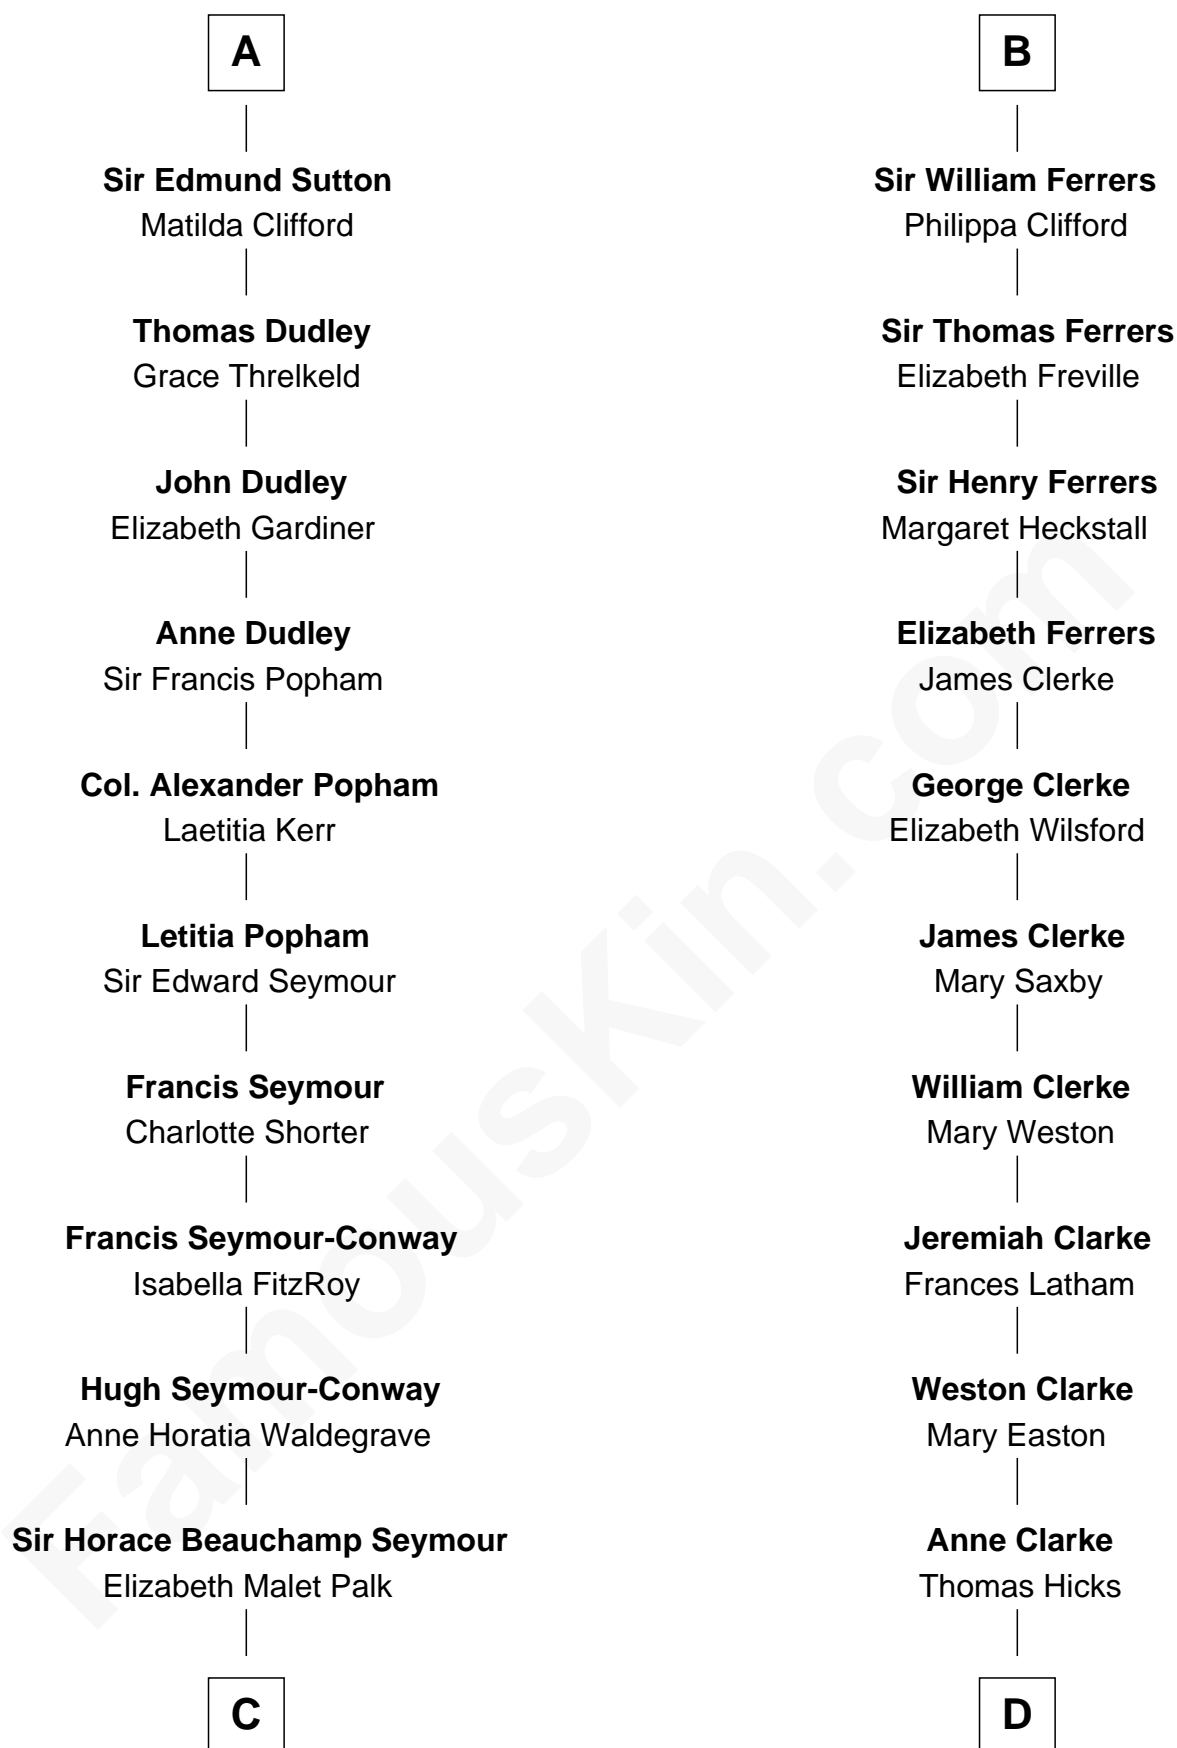 A
Sir Edmund Sutton
Matilda Clifford
Thomas Dudley
Grace Threlkeld
John Dudley
Elizabeth Gardiner
Anne Dudley
Sir Francis Popham
Col. Alexander Popham
Laetitia Kerr
Letitia Popham
Sir Edward Seymour
Francis Seymour
Charlotte Shorter
Francis Seymour-Conway
Isabella FitzRoy
Hugh Seymour-Conway
Anne Horatia Waldegrave
Sir Horace Beauchamp Seymour
Elizabeth Malet Palk
C
B
Sir William Ferrers
Philippa Clifford
Sir Thomas Ferrers
Elizabeth Freville
Sir Henry Ferrers
Margaret Heckstall
Elizabeth Ferrers
James Clerke
George Clerke
Elizabeth Wilsford
James Clerke
Mary Saxby
William Clerke
Mary Weston
Jeremiah Clarke
Frances Latham
Weston Clarke
Mary Easton
Anne Clarke
Thomas Hicks
D
FamousKin.com